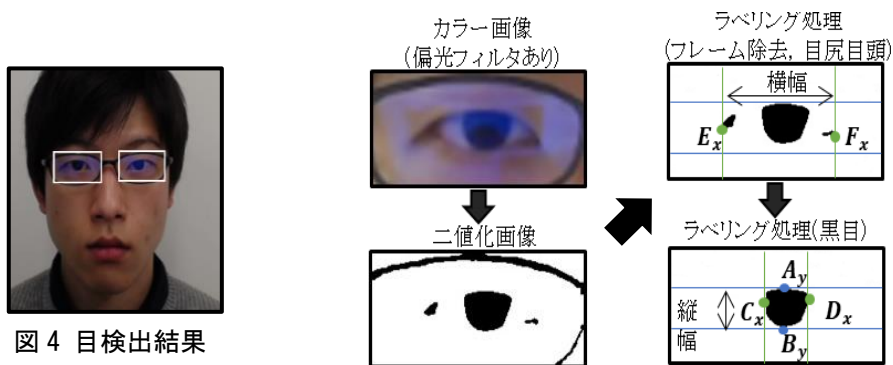 図 4 目検出結果
カラー画像
(偏光フィルタあり)
二値化画像
ラベリング処理
(フレーム除去, 目尻目頭)
横幅
E_x
F_x
ラベリング処理(黒目)
A_y
縦
幅
C_x
D_x
B_y